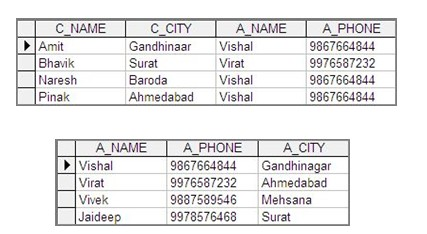 C_NAME C_CITY A_NAME A_PHONE
Amit Gandhinaar Vishal 9867664844
Bhavik Surat Virat 9976587232
Naresh Baroda Vishal 9867664844
Pinak Ahmedabad Vishal 9867664844
A_NAME A_PHONE A_CITY
Vishal 9867664844 Gandhinagar
Virat 9976587232 Ahmedabad
Vivek 9887589546 Mehsana
Jaideep 9978576468 Surat